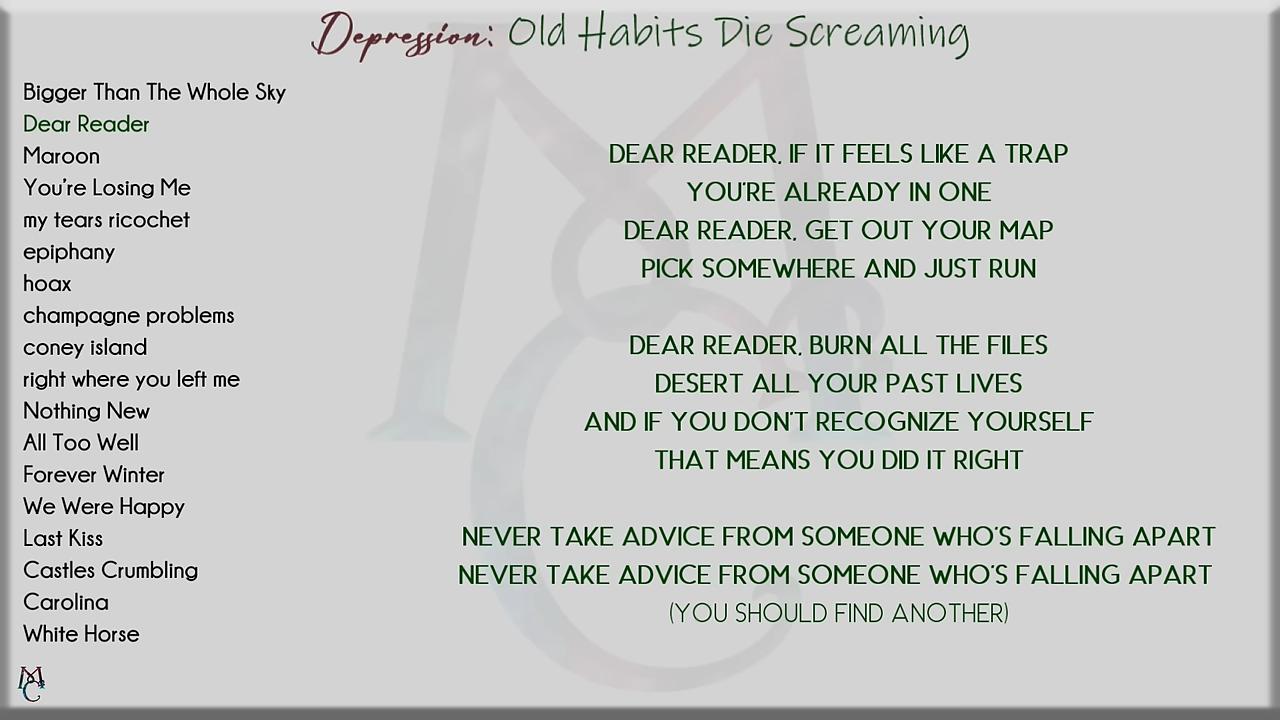 Depression: Old Habits Die Screaming
Bigger Than The Whole Sky
Dear Reader
Maroon
You're Losing Me
my tears ricochet
epiphany
hoax
champagne problems
coney island
right where you left me
Nothing New
All Too Well
Forever Winter
We Were Happy
Last Kiss
Castles Crumbling
Carolina
White Horse
DEAR READER, IF IT FEELS LIKE A TRAP
YOU'RE ALREADY IN ONE
DEAR READER, GET OUT YOUR MAP
PICK SOMEWHERE AND JUST RUN
DEAR READER, BURN ALL THE FILES
DESERT ALL YOUR PAST LIVES
AND IF YOU DON'T RECOGNIZE YOURSELF
THAT MEANS YOU DID IT RIGHT
NEVER TAKE ADVICE FROM SOMEONE WHO'S FALLING APART
NEVER TAKE ADVICE FROM SOMEONE WHO'S FALLING APART
(YOU SHOULD FIND ANOTHER)